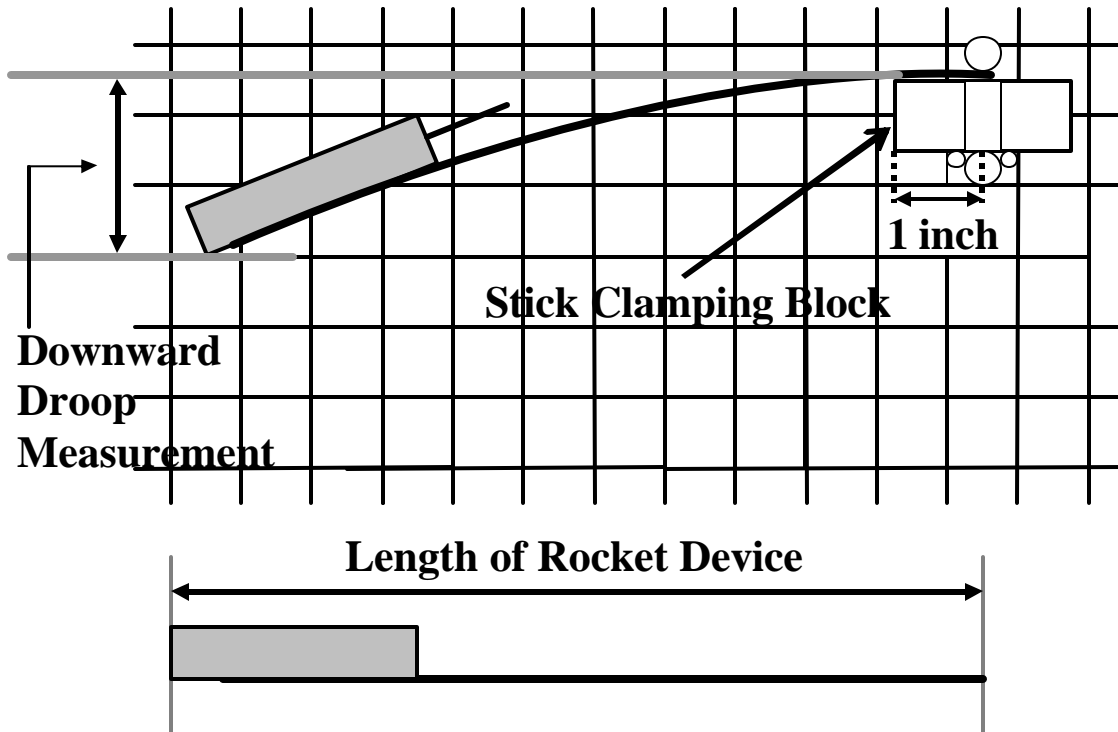 1 inch
Stick Clamping Block
Downward
Droop
Measurement
Length of Rocket Device